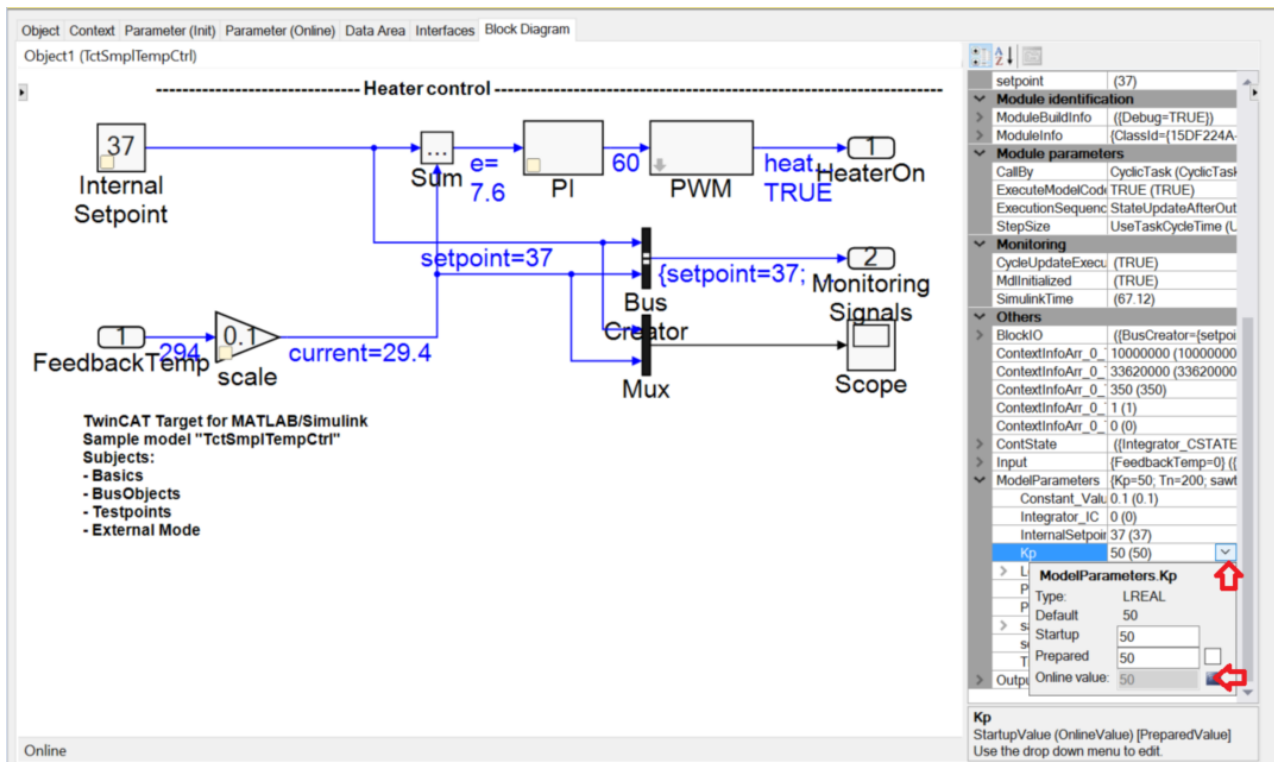 Object Context Parameter (Init) Parameter (Online) Data Area Interfaces Block Diagram
Object1 (TctSmplTempCtrl)
Heater control
37
Internal
Setpoint
...
Sum
e=
7.6
PI
60
PWM
heat...
TRUE
1
HeaterOn
setpoint=37
{setpoint=37; ...
Bus
Creator
2
Monitoring
Signals
1
FeedbackTemp
294
0.1
scale
current=29.4
Mux
Scope
TwinCAT Target for MATLAB/Simulink
Sample model "TctSmplTempCtrl"
Subjects:
- Basics
- BusObjects
- Testpoints
- External Mode
Online
setpoint (37)
Module identification
ModuleBuildInfo ({Debug=TRUE})
ModuleInfo {ClassId={15DF224A-
Module parameters
CallBy CyclicTask (CyclicTask
ExecuteModelCode TRUE (TRUE)
ExecutionSequenc StateUpdateAfterOut
StepSize UseTaskCycleTime (U
Monitoring
CycleUpdateExecu (TRUE)
MdlInitialized (TRUE)
SimulinkTime (67.12)
Others
BlockIO ({BusCreator={setpoi
ContextInfoArr_0_ 10000000 (10000000
ContextInfoArr_0_ 33620000 (33620000
ContextInfoArr_0_ 350 (350)
ContextInfoArr_0_ 1 (1)
ContextInfoArr_0_ 0 (0)
ContState ({Integrator_CSTATE
Input {FeedbackTemp=0} ({
ModelParameters {Kp=50; Tn=200; sawt
Constant_Valu 0.1 (0.1)
Integrator_IC 0 (0)
InternalSetpoir 37 (37)
Kp 50 (50)
ModelParameters.Kp
Type: LREAL
Default 50
Startup 50
Prepared 50
Online value: 50
Outpu
Kp
StartupValue (OnlineValue) [PreparedValue]
Use the drop down menu to edit.